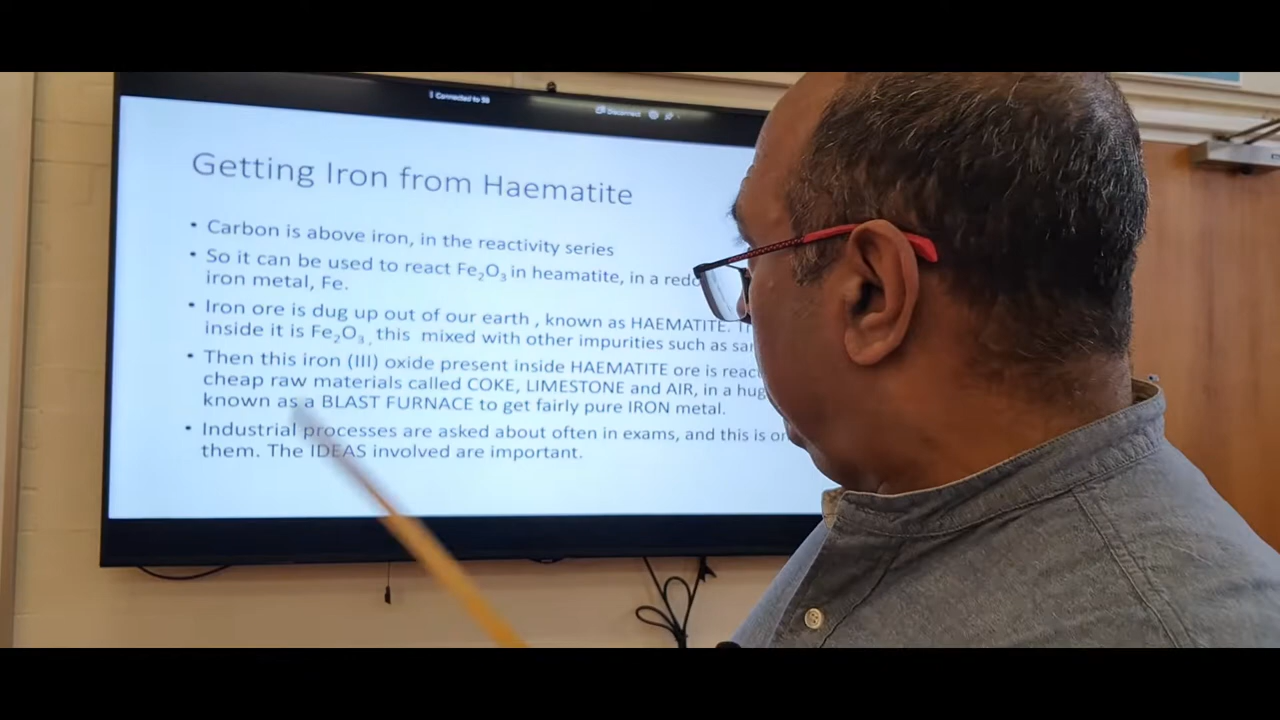 Connected to
Disconnect
Getting Iron from Haematite
• Carbon is above iron, in the reactivity series
• So it can be used to react Fe₂O₃ in heamatite, in a redo
iron metal, Fe.
• Iron ore is dug up out of our earth , known as HAEMATITE. T
inside it is Fe₂O₃ , this mixed with other impurities such as sa
• Then this iron (III) oxide present inside HAEMATITE ore is reac
cheap raw materials called COKE, LIMESTONE and AIR, in a hug
known as a BLAST FURNACE to get fairly pure IRON metal.
• Industrial processes are asked about often in exams, and this is on
them. The IDEAS involved are important.